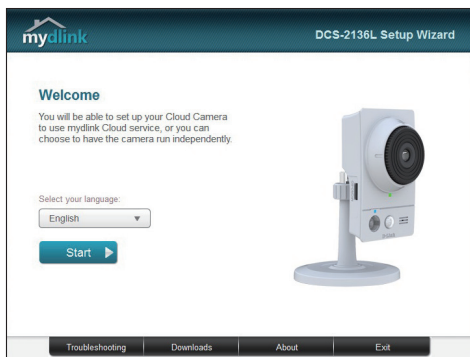 mydlink
DCS-2136L Setup Wizard
Welcome
You will be able to set up your Cloud Camera
to use mydlink Cloud service, or you can
choose to have the camera run independently.
Select your language:
English
Start
Troubleshooting
Downloads
About
Exit